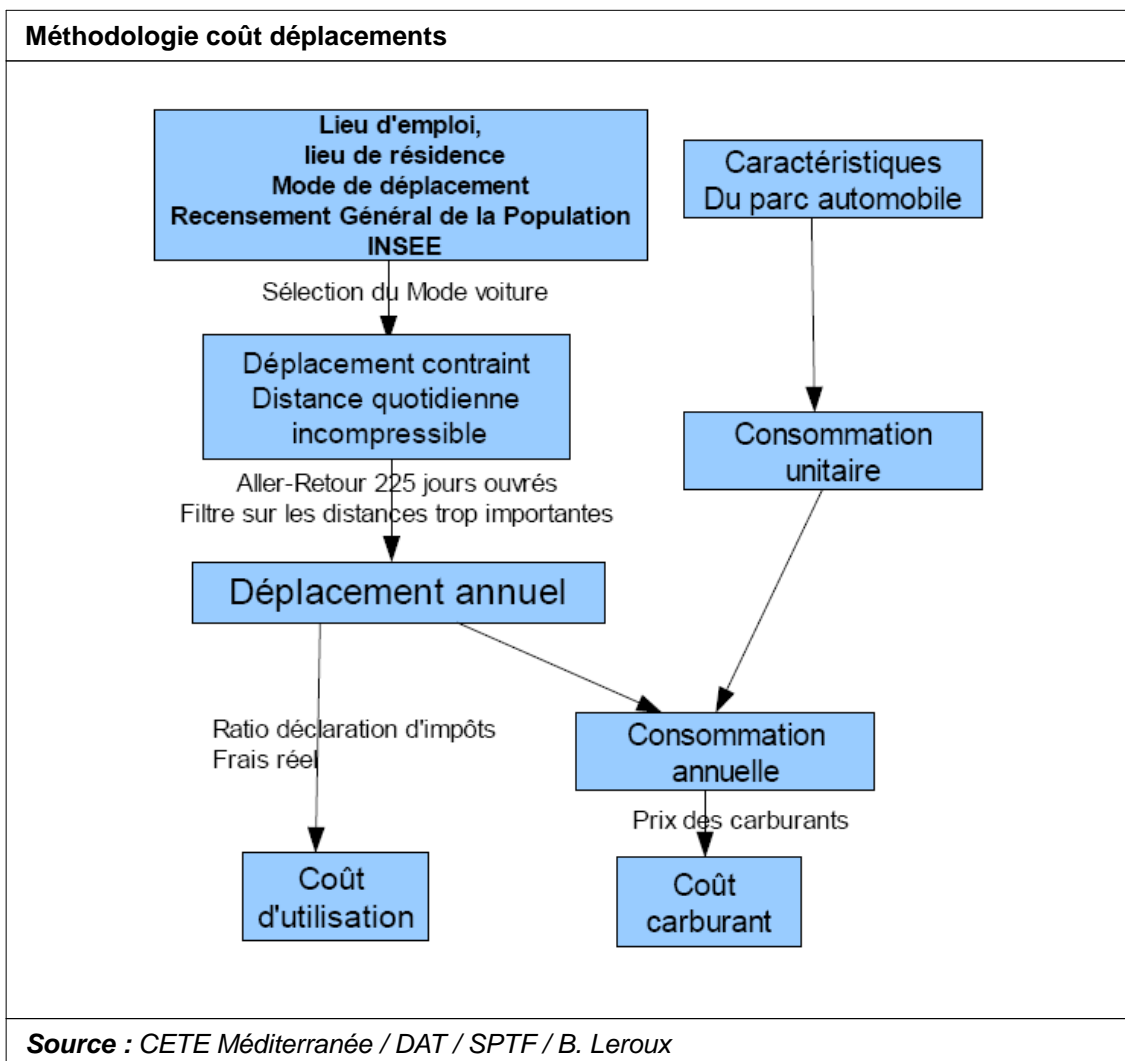 Méthodologie coût déplacements
Lieu d'emploi,
lieu de résidence
Mode de déplacement
Recensement Général de la Population
INSEE
Caractéristiques
Du parc automobile
Sélection du Mode voiture
Déplacement contraint
Distance quotidienne
incompressible
Consommation
unitaire
Aller-Retour 225 jours ouvrés
Filtre sur les distances trop importantes
Déplacement annuel
Ratio déclaration d'impôts
Frais réel
Consommation
annuelle
Prix des carburants
Coût
d'utilisation
Coût
carburant
Source : CETE Méditerranée / DAT / SPTF / B. Leroux